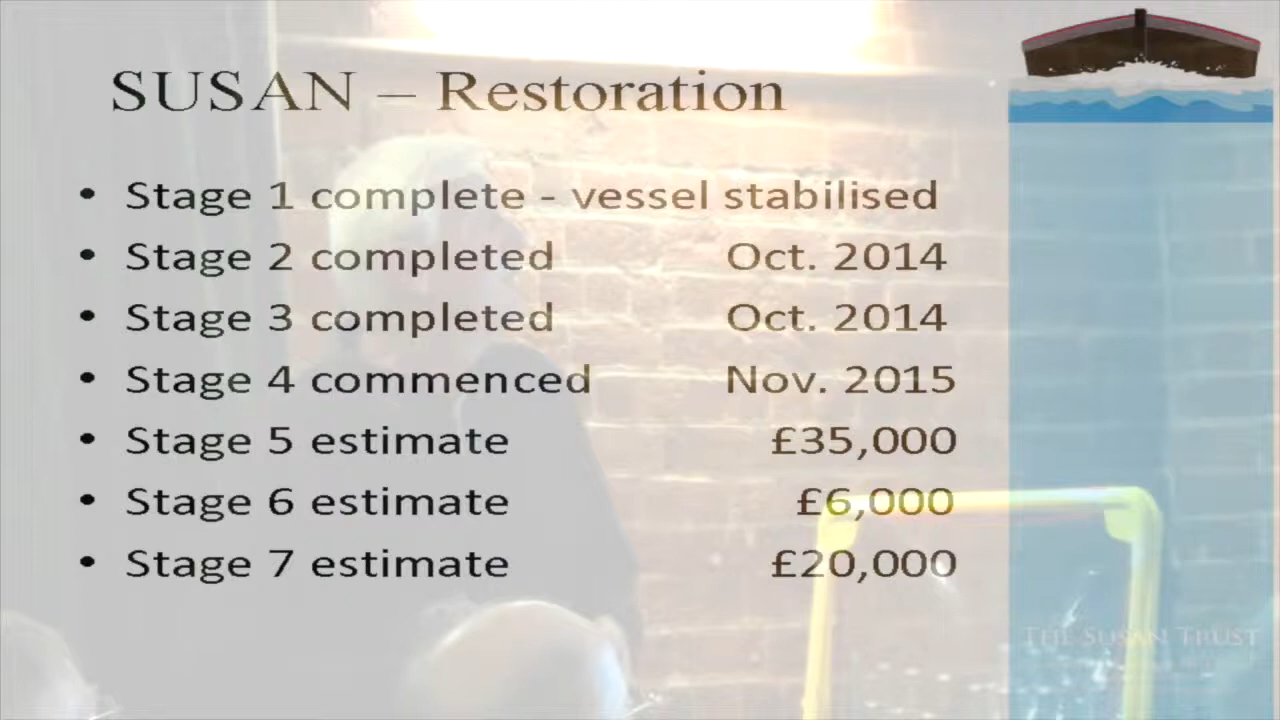 SUSAN – Restoration
• Stage 1 complete - vessel stabilised
• Stage 2 completed Oct. 2014
• Stage 3 completed Oct. 2014
• Stage 4 commenced Nov. 2015
• Stage 5 estimate £35,000
• Stage 6 estimate £6,000
• Stage 7 estimate £20,000
THE SUSAN TRUST